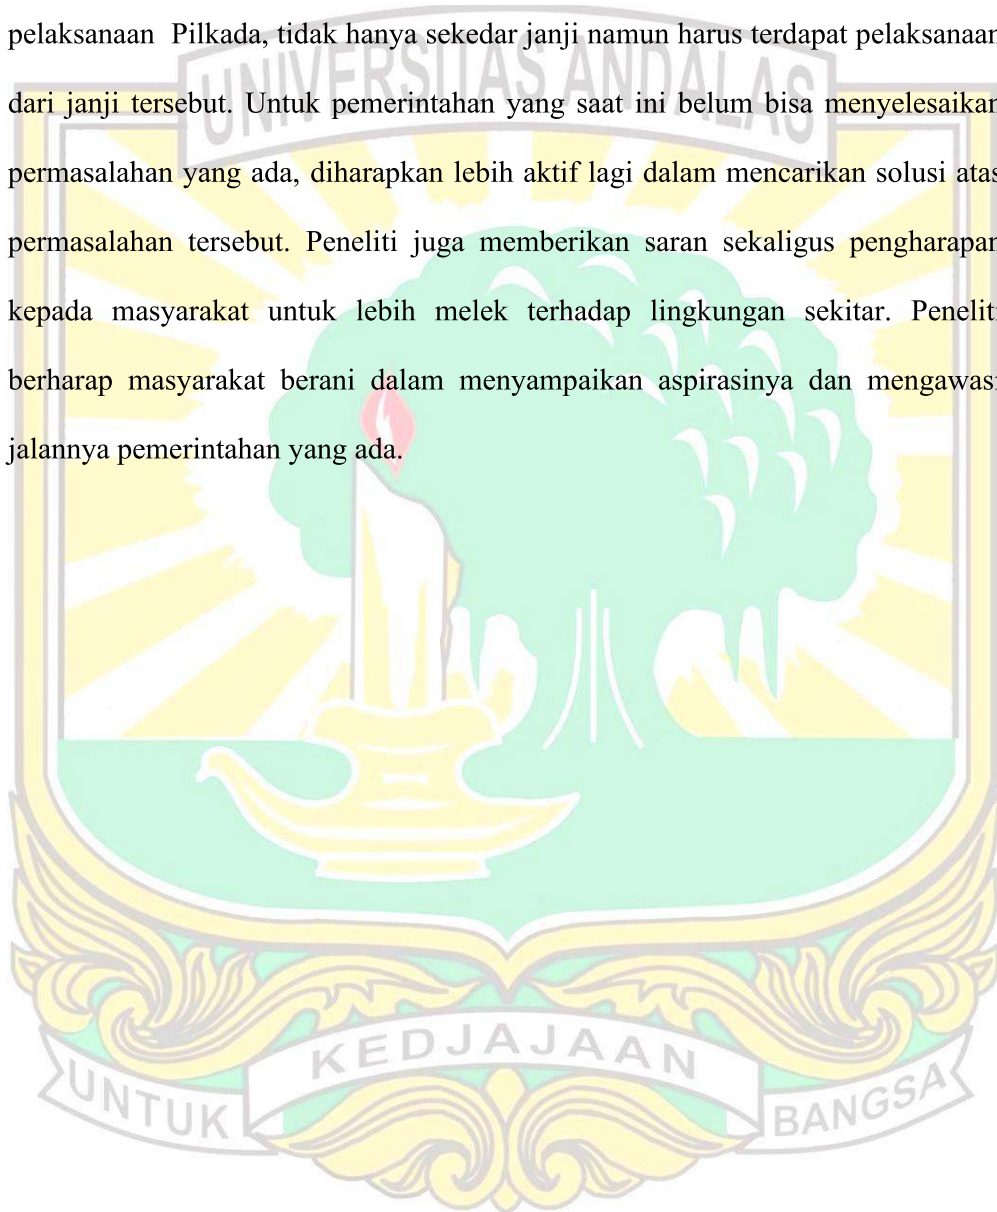 pelaksanaan Pilkada, tidak hanya sekedar janji namun harus terdapat pelaksanaan
dari janji tersebut. Untuk pemerintahan yang saat ini belum bisa menyelesaikan
permasalahan yang ada, diharapkan lebih aktif lagi dalam mencarikan solusi atas
permasalahan tersebut. Peneliti juga memberikan saran sekaligus pengharapan
kepada masyarakat untuk lebih melek terhadap lingkungan sekitar. Peneliti
berharap masyarakat berani dalam menyampaikan aspirasinya dan mengawasi
jalannya pemerintahan yang ada.
UNIVERSITAS ANDALAS
UNTUK KEDJAJAAN BANGSA